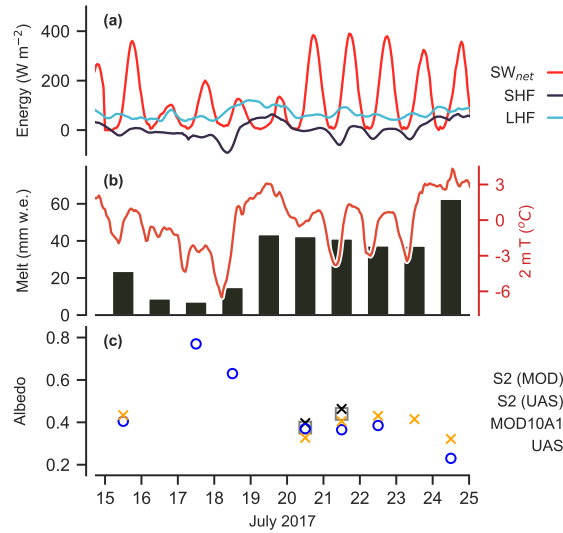 (a)
400
200
0
Energy (W m⁻²)
SWₙₑₜ
SHF
LHF
(b)
60
40
20
0
Melt (mm w.e.)
3
0
-3
-6
2 m T (°C)
(c)
0.8
0.6
0.4
0.2
Albedo
S2 (MOD)
S2 (UAS)
MOD10A1
UAS
15 16 17 18 19 20 21 22 23 24 25
July 2017